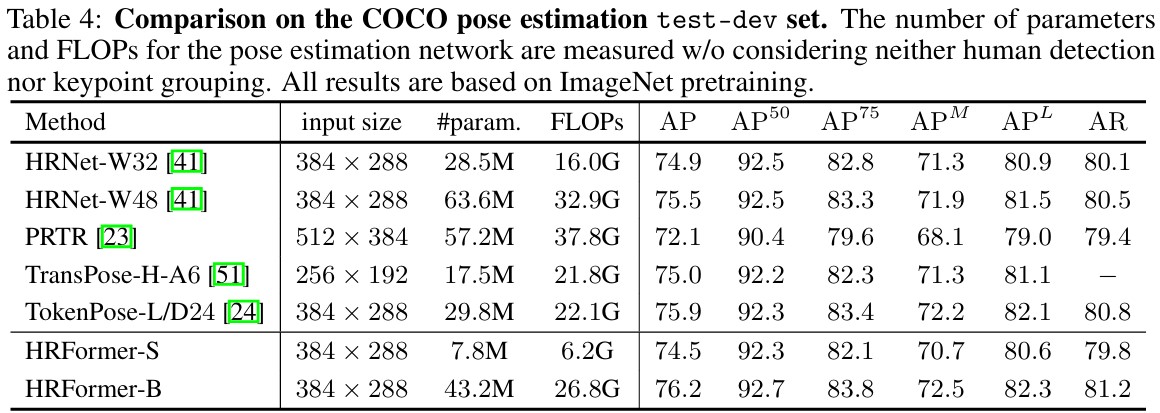 Table 4: Comparison on the COCO pose estimation test-dev set. The number of parameters
and FLOPs for the pose estimation network are measured w/o considering neither human detection
nor keypoint grouping. All results are based on ImageNet pretraining.
Method input size #param. FLOPs AP AP^50 AP^75 AP^M AP^L AR
HRNet-W32 [41] 384 × 288 28.5M 16.0G 74.9 92.5 82.8 71.3 80.9 80.1
HRNet-W48 [41] 384 × 288 63.6M 32.9G 75.5 92.5 83.3 71.9 81.5 80.5
PRTR [23] 512 × 384 57.2M 37.8G 72.1 90.4 79.6 68.1 79.0 79.4
TransPose-H-A6 [51] 256 × 192 17.5M 21.8G 75.0 92.2 82.3 71.3 81.1 −
TokenPose-L/D24 [24] 384 × 288 29.8M 22.1G 75.9 92.3 83.4 72.2 82.1 80.8
HRFormer-S 384 × 288 7.8M 6.2G 74.5 92.3 82.1 70.7 80.6 79.8
HRFormer-B 384 × 288 43.2M 26.8G 76.2 92.7 83.8 72.5 82.3 81.2